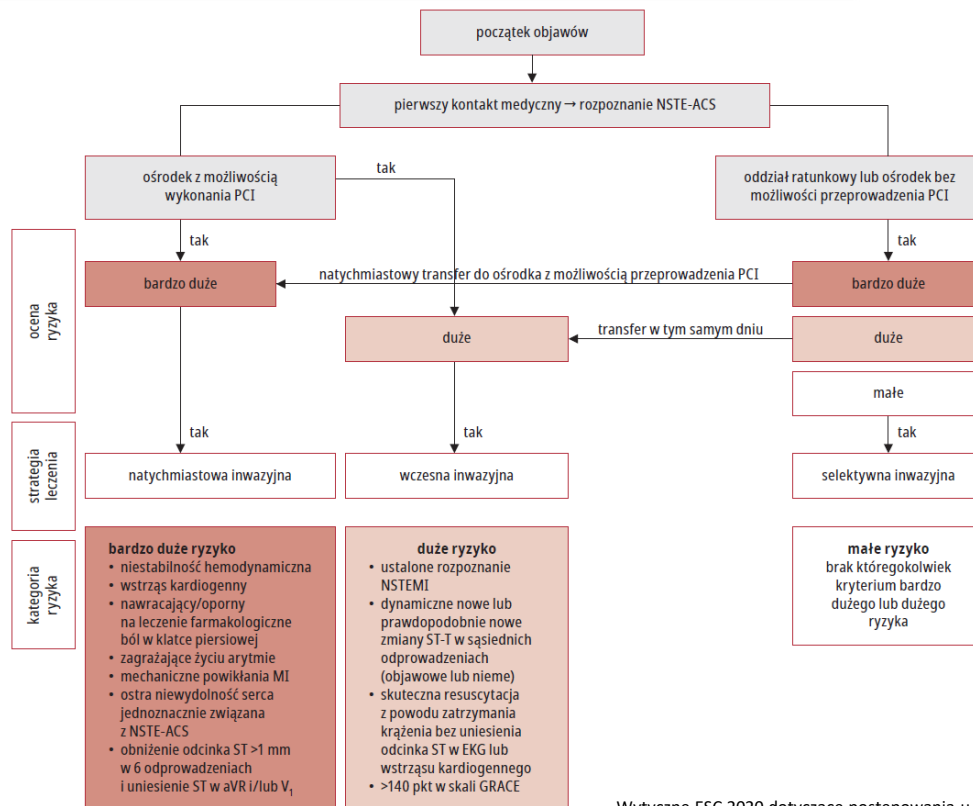 początek objawów
pierwszy kontakt medyczny → rozpoznanie NSTE-ACS
ośrodek z możliwością
wykonania PCI
tak
oddział ratunkowy lub ośrodek bez
możliwości przeprowadzenia PCI
tak
tak
ocena
ryzyka
bardzo duże
natychmiastowy transfer do ośrodka z możliwością przeprowadzenia PCI
bardzo duże
duże
transfer w tym samym dniu
duże
małe
tak
tak
tak
strategia
leczenia
natychmiastowa inwazyjna
wczesna inwazyjna
selektywna inwazyjna
kategoria
ryzyka
bardzo duże ryzyko
• niestabilność hemodynamiczna
• wstrząs kardiogenny
• nawracający/oporny
na leczenie farmakologiczne
ból w klatce piersiowej
• zagrażające życiu arytmie
• mechaniczne powikłania MI
• ostra niewydolność serca
jednoznacznie związana
z NSTE-ACS
• obniżenie odcinka ST >1 mm
w 6 odprowadzeniach
i uniesienie ST w aVR i/lub V₁
duże ryzyko
• ustalone rozpoznanie
NSTEMI
• dynamiczne nowe lub
prawdopodobnie nowe
zmiany ST-T w sąsiednich
odprowadzeniach
(objawowe lub nieme)
• skuteczna resuscytacja
z powodu zatrzymania
krążenia bez uniesienia
odcinka ST w EKG lub
wstrząsu kardiogennego
• >140 pkt w skali GRACE
małe ryzyko
brak któregokolwiek
kryterium bardzo
dużego lub dużego
ryzyka